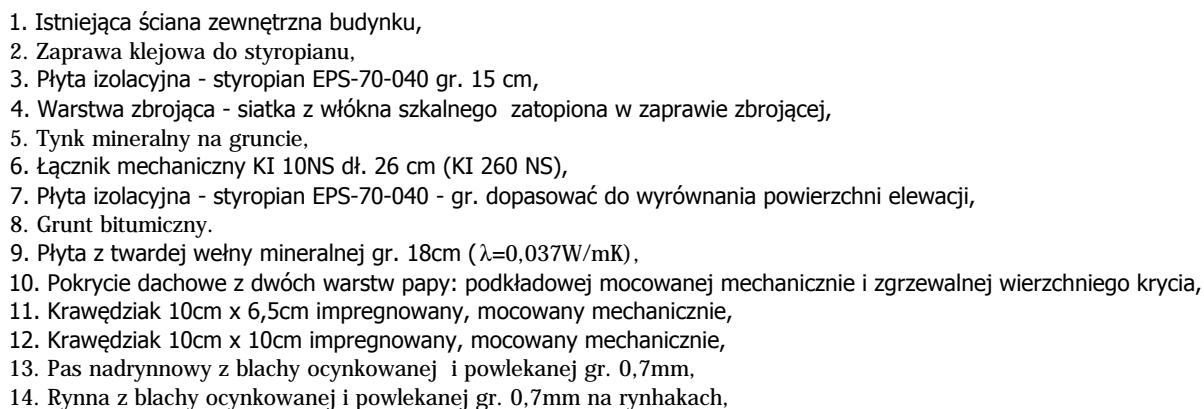 1. Istniejąca ściana zewnętrzna budynku,
2. Zaprawa klejowa do styropianu,
3. Płyta izolacyjna - styropian EPS-70-040 gr. 15 cm,
4. Warstwa zbrojąca - siatka z włókna szkalnego zatopiona w zaprawie zbrojącej,
5. Tynk mineralny na gruncie,
6. Łącznik mechaniczny KI 10NS dł. 26 cm (KI 260 NS),
7. Płyta izolacyjna - styropian EPS-70-040 - gr. dopasować do wyrównania powierzchni elewacji,
8. Grunt bitumiczny.
9. Płyta z twardej wełny mineralnej gr. 18cm (λ=0,037W/mK),
10. Pokrycie dachowe z dwóch warstw papy: podkładowej mocowanej mechanicznie i zgrzewalnej wierzchniego krycia,
11. Krawędziak 10cm x 6,5cm impregnowany, mocowany mechanicznie,
12. Krawędziak 10cm x 10cm impregnowany, mocowany mechanicznie,
13. Pas nadrynnowy z blachy ocynkowanej i powlekanej gr. 0,7mm,
14. Rynna z blachy ocynkowanej i powlekanej gr. 0,7mm na rynhakach,